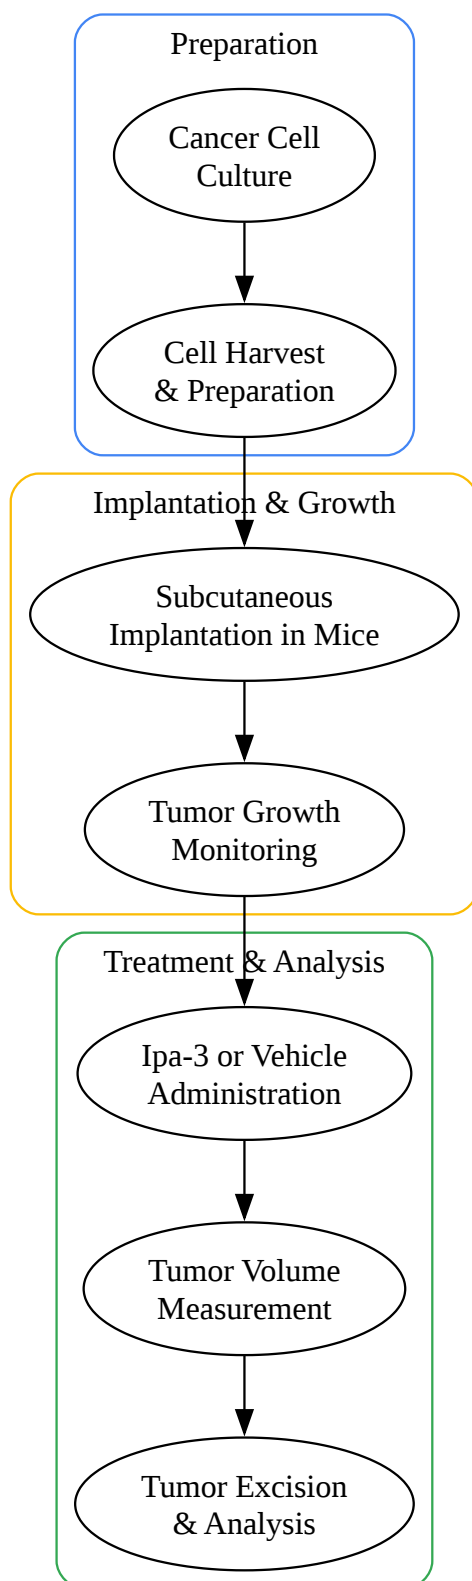 Preparation
Cancer Cell
Culture
Cell Harvest
& Preparation
Implantation & Growth
Subcutaneous
Implantation in Mice
Tumor Growth
Monitoring
Treatment & Analysis
Ipa-3 or Vehicle
Administration
Tumor Volume
Measurement
Tumor Excision
& Analysis